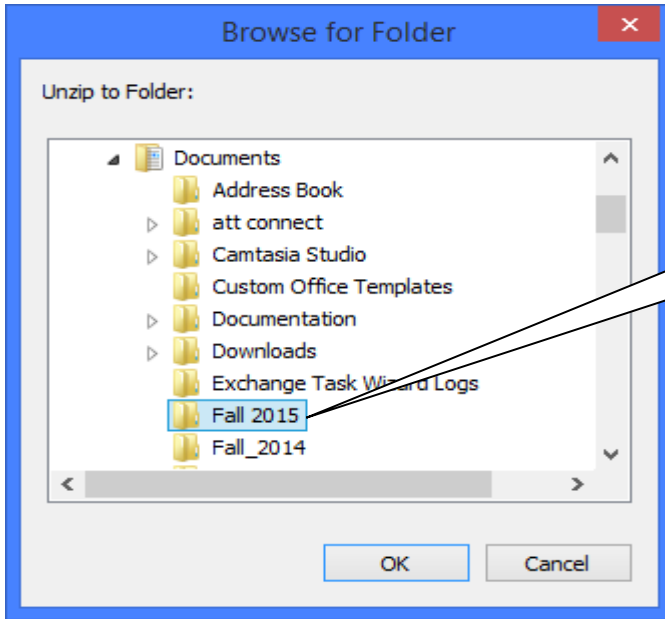 Browse for Folder
Unzip to Folder:
Documents
Address Book
att connect
Camtasia Studio
Custom Office Templates
Documentation
Downloads
Exchange Task Wizard Logs
Fall 2015
Fall_2014
OK
Cancel